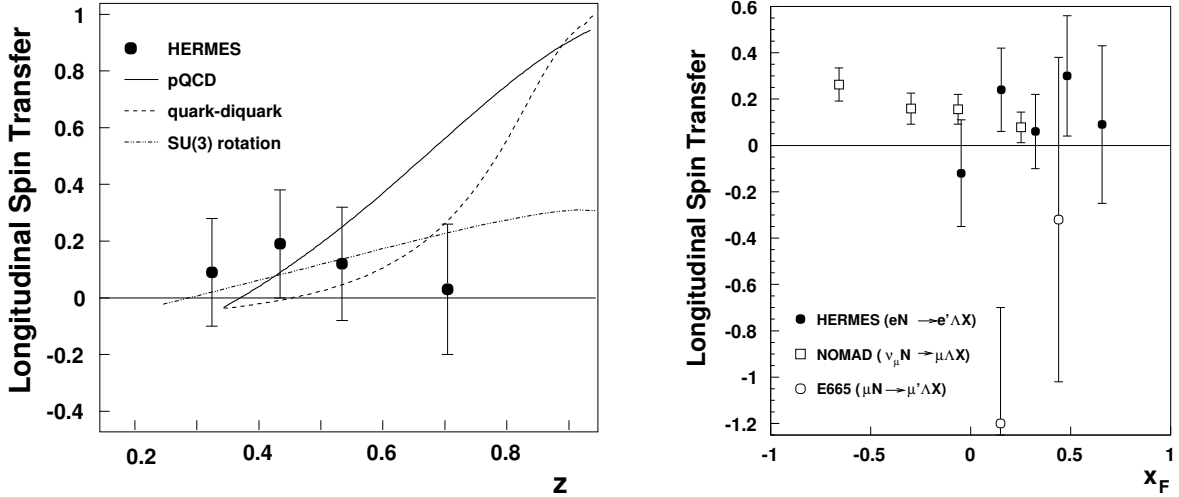 Longitudinal Spin Transfer
1
0.8
0.6
0.4
0.2
0
-0.2
-0.4
HERMES
pQCD
quark-diquark
SU(3) rotation
0.2
0.4
0.6
0.8
z
Longitudinal Spin Transfer
0.6
0.4
0.2
0
-0.2
-0.4
-0.6
-0.8
-1
-1.2
HERMES (eN → e'ΛX)
NOMAD ( ν_μ N → μΛX)
E665 ( μN → μ'ΛX)
-1
-0.5
0
0.5
1
x_F